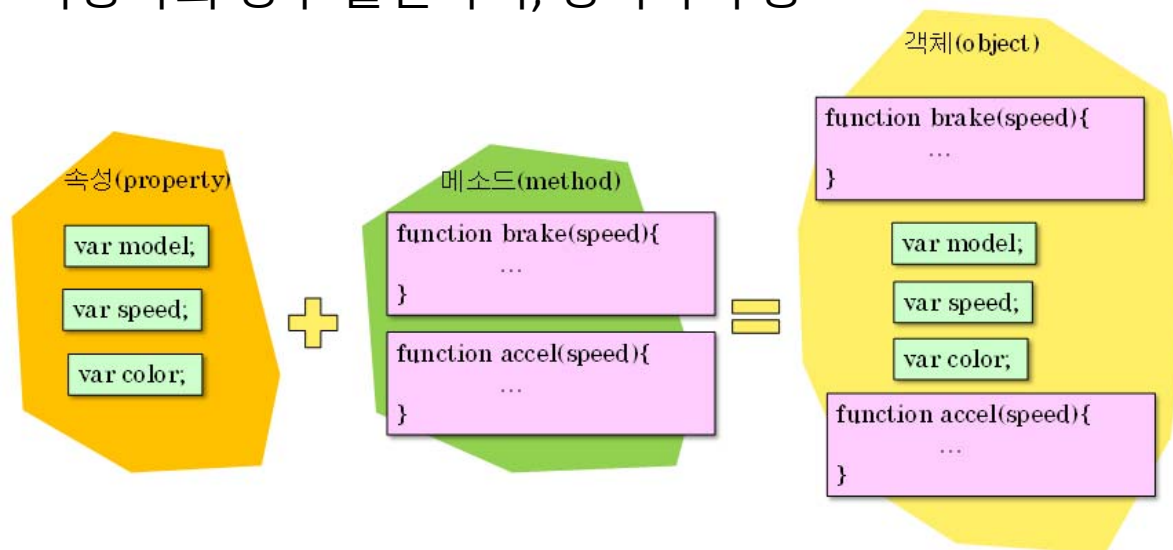 속성(property)
var model;
var speed;
var color;
메소드(method)
function brake(speed){
...
}
function accel(speed){
...
}
객체(object)
function brake(speed){
...
}
var model;
var speed;
var color;
function accel(speed){
...
}